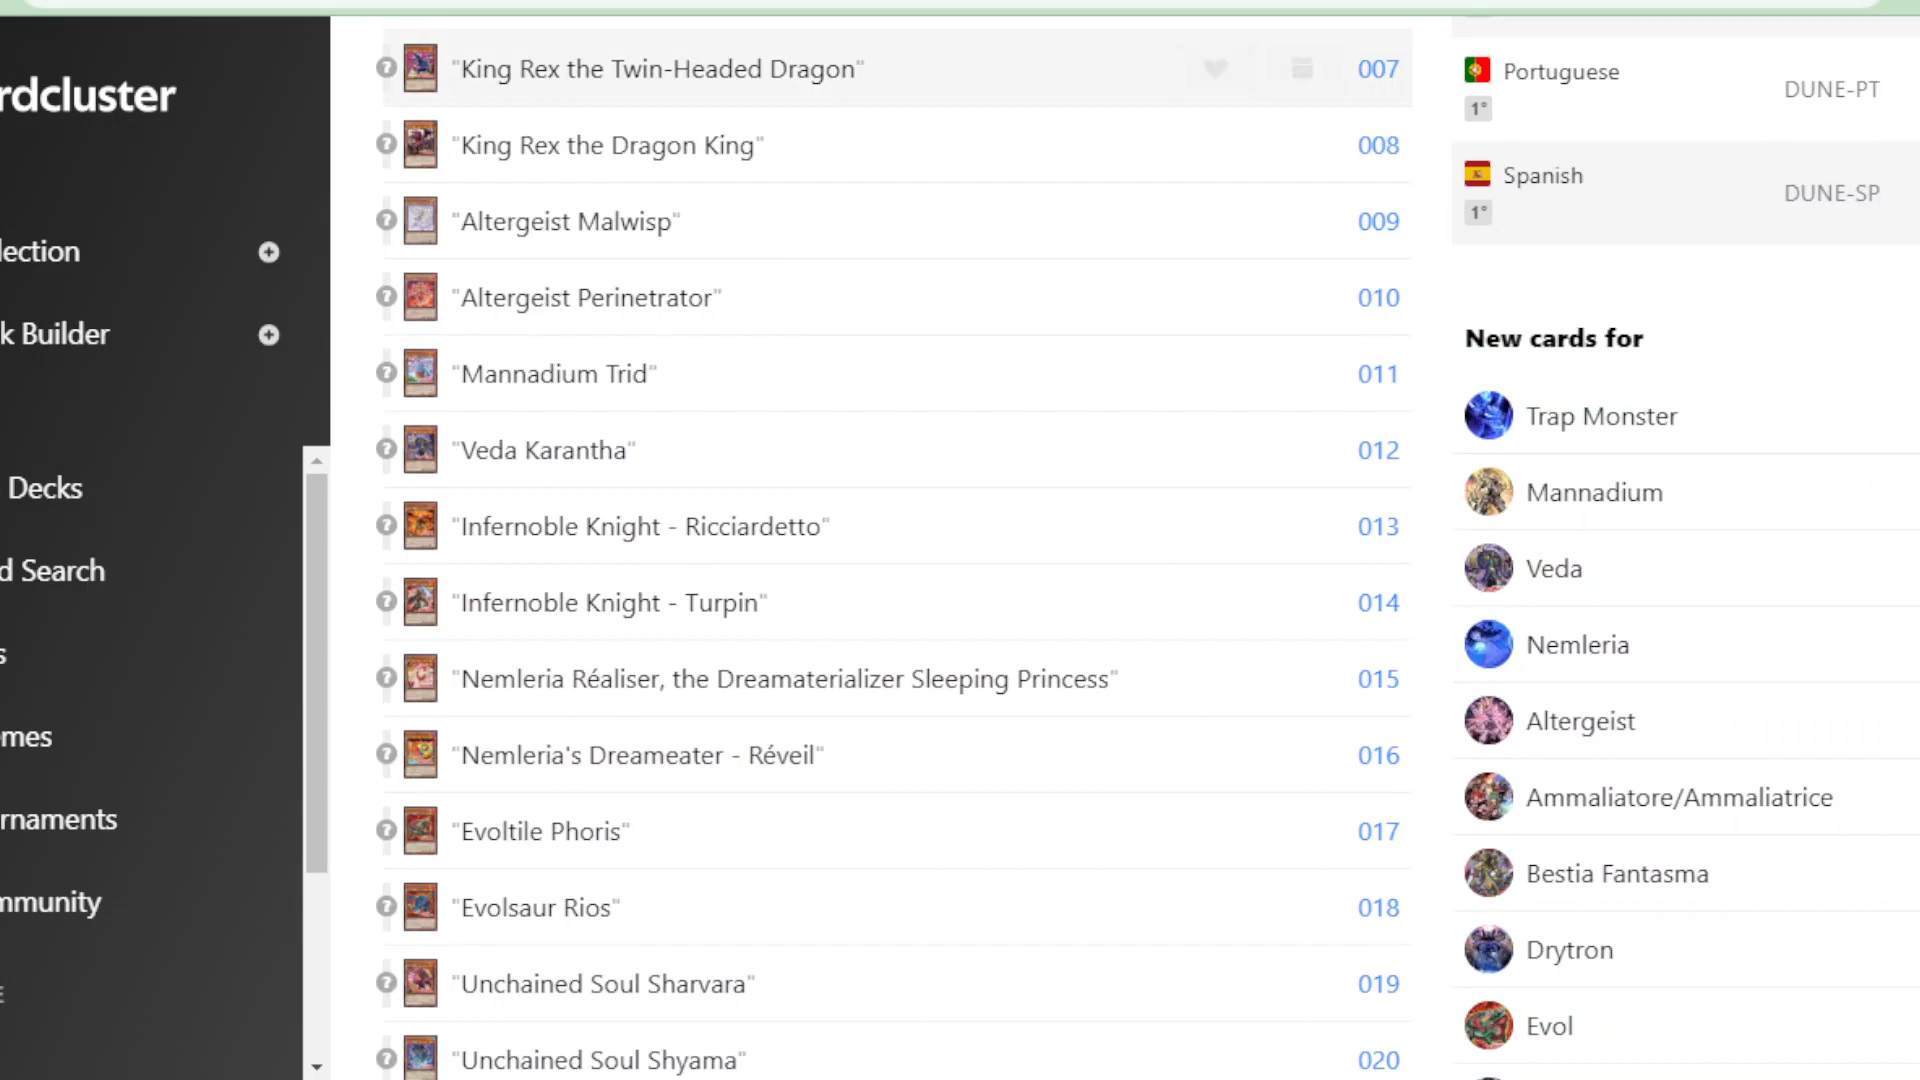 rdcluster
lection
k Builder
Decks
d Search
s
emes
rnaments
mmunity
E
"King Rex the Twin-Headed Dragon" 007
"King Rex the Dragon King" 008
"Altergeist Malwisp" 009
"Altergeist Perinetrator" 010
"Mannadium Trid" 011
"Veda Karantha" 012
"Infernoble Knight - Ricciardetto" 013
"Infernoble Knight - Turpin" 014
"Nemleria Réaliser, the Dreamaterializer Sleeping Princess" 015
"Nemleria's Dreameater - Réveil" 016
"Evoltile Phoris" 017
"Evolsaur Rios" 018
"Unchained Soul Sharvara" 019
"Unchained Soul Shyama" 020
Portuguese DUNE-PT
1°
Spanish DUNE-SP
1°
New cards for
Trap Monster
Mannadium
Veda
Nemleria
Altergeist
Ammaliatore/Ammaliatrice
Bestia Fantasma
Drytron
Evol